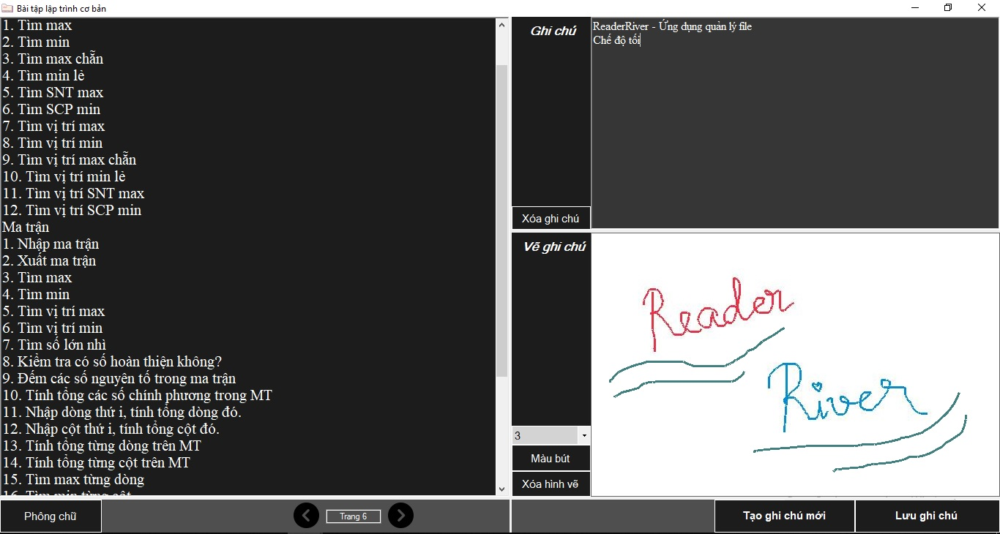 Bài tập lập trình cơ bản
1. Tìm max
2. Tìm min
3. Tìm max chẵn
4. Tìm min lẻ
5. Tìm SNT max
6. Tìm SCP min
7. Tìm vị trí max
8. Tìm vị trí min
9. Tìm vị trí max chẵn
10. Tìm vị trí min lẻ
11. Tìm vị trí SNT max
12. Tìm vị trí SCP min
Ma trận
1. Nhập ma trận
2. Xuất ma trận
3. Tìm max
4. Tìm min
5. Tìm vị trí max
6. Tìm vị trí min
7. Tìm số lớn nhì
8. Kiểm tra có số hoàn thiện không?
9. Đếm các số nguyên tố trong ma trận
10. Tính tổng các số chính phương trong MT
11. Nhập dòng thứ i, tính tổng dòng đó.
12. Nhập cột thứ i, tính tổng cột đó.
13. Tính tổng từng dòng trên MT
14. Tính tổng từng cột trên MT
15. Tìm max từng dòng
16. Tìm min từng cột
Phông chữ
Trang 6
Ghi chú
ReaderRiver - Ứng dụng quản lý file
Chế độ tối
Xóa ghi chú
Vẽ ghi chú
Reader
River
3
Màu bút
Xóa hình vẽ
Tạo ghi chú mới
Lưu ghi chú